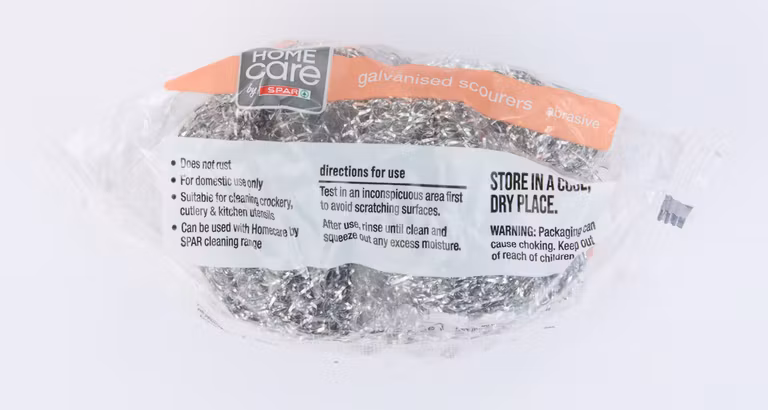 HOME
care
by SPAR
galvanised scourers abrasive
• Does not rust
• For domestic use only
• Suitable for cleaning crockery,
cutlery & kitchen utensils
• Can be used with Homecare by
SPAR cleaning range
directions for use
Test in an inconspicuous area first
to avoid scratching surfaces.
After use, rinse until clean and
squeeze out any excess moisture.
STORE IN A COOL,
DRY PLACE.
WARNING: Packaging can
cause choking. Keep out
of reach of children